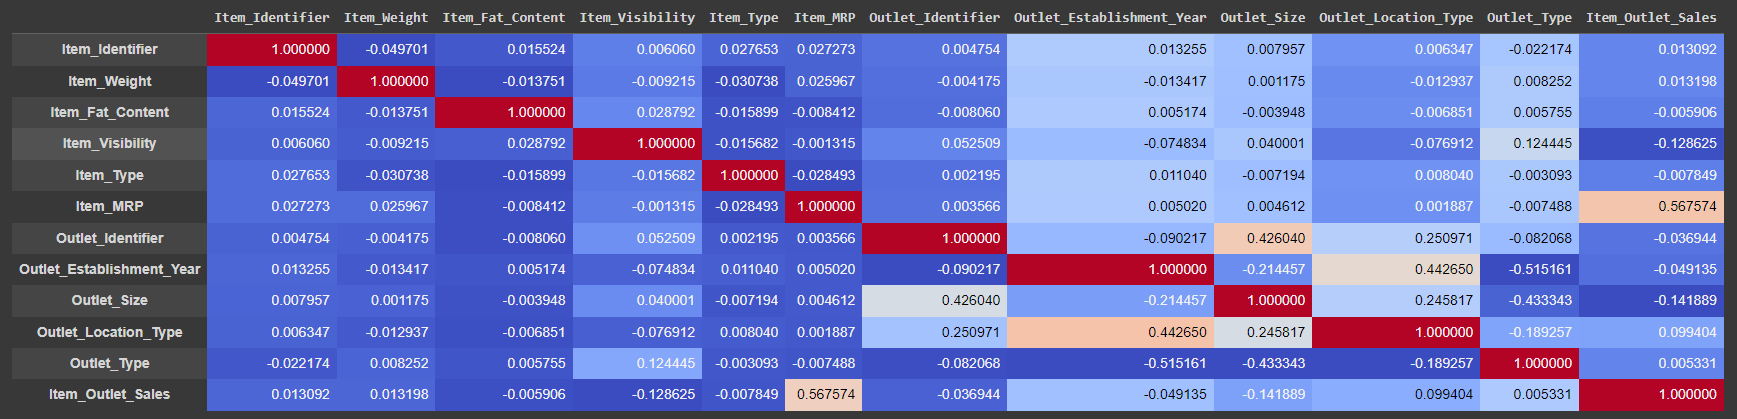 Item_Identifier Item_Weight Item_Fat_Content Item_Visibility Item_Type Item_MRP Outlet_Identifier Outlet_Establishment_Year Outlet_Size Outlet_Location_Type Outlet_Type Item_Outlet_Sales
Item_Identifier 1.000000 -0.049701 0.015524 0.006060 0.027653 0.027273 0.004754 0.013255 0.007957 0.006347 -0.022174 0.013092
Item_Weight -0.049701 1.000000 -0.013751 -0.009215 -0.030738 0.025967 -0.004175 -0.013417 0.001175 -0.012937 0.008252 0.013198
Item_Fat_Content 0.015524 -0.013751 1.000000 0.028792 -0.015899 -0.008412 -0.008060 0.005174 -0.003948 -0.006851 0.005755 -0.005906
Item_Visibility 0.006060 -0.009215 0.028792 1.000000 -0.015682 -0.001315 0.052509 -0.074834 0.040001 -0.076912 0.124445 -0.128625
Item_Type 0.027653 -0.030738 -0.015899 -0.015682 1.000000 -0.028493 0.002195 0.011040 -0.007194 0.008040 -0.003093 -0.007849
Item_MRP 0.027273 0.025967 -0.008412 -0.001315 -0.028493 1.000000 0.003566 0.005020 0.004612 0.001887 -0.007488 0.567574
Outlet_Identifier 0.004754 -0.004175 -0.008060 0.052509 0.002195 0.003566 1.000000 -0.090217 0.426040 0.250971 -0.082068 -0.036944
Outlet_Establishment_Year 0.013255 -0.013417 0.005174 -0.074834 0.011040 0.005020 -0.090217 1.000000 -0.214457 0.442650 -0.515161 -0.049135
Outlet_Size 0.007957 0.001175 -0.003948 0.040001 -0.007194 0.004612 0.426040 -0.214457 1.000000 0.245817 -0.433343 -0.141889
Outlet_Location_Type 0.006347 -0.012937 -0.006851 -0.076912 0.008040 0.001887 0.250971 0.442650 0.245817 1.000000 -0.189257 0.099404
Outlet_Type -0.022174 0.008252 0.005755 0.124445 -0.003093 -0.007488 -0.082068 -0.515161 -0.433343 -0.189257 1.000000 0.005331
Item_Outlet_Sales 0.013092 0.013198 -0.005906 -0.128625 -0.007849 0.567574 -0.036944 -0.049135 -0.141889 0.099404 0.005331 1.000000